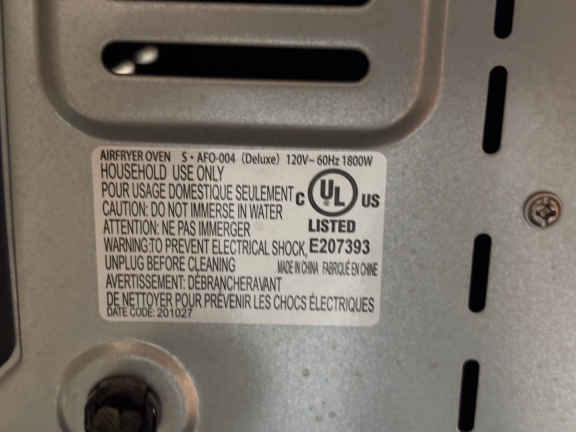 AIRFRYER OVEN S • AFO-004 (Deluxe) 120V~ 60Hz 1800W
HOUSEHOLD USE ONLY
POUR USAGE DOMESTIQUE SEULEMENT
CAUTION: DO NOT IMMERSE IN WATER
ATTENTION: NE PAS IMMERGER
C UL US
LISTED
WARNING:TO PREVENT ELECTRICAL SHOCK, E207393
UNPLUG BEFORE CLEANING MADE IN CHINA FABRIQUÉ EN CHINE
AVERTISSEMENT: DÉBRANCHERAVANT
DE NETTOYER POUR PRÉVENIR LES CHOCS ÉLECTRIQUES
DATE CODE: 201027